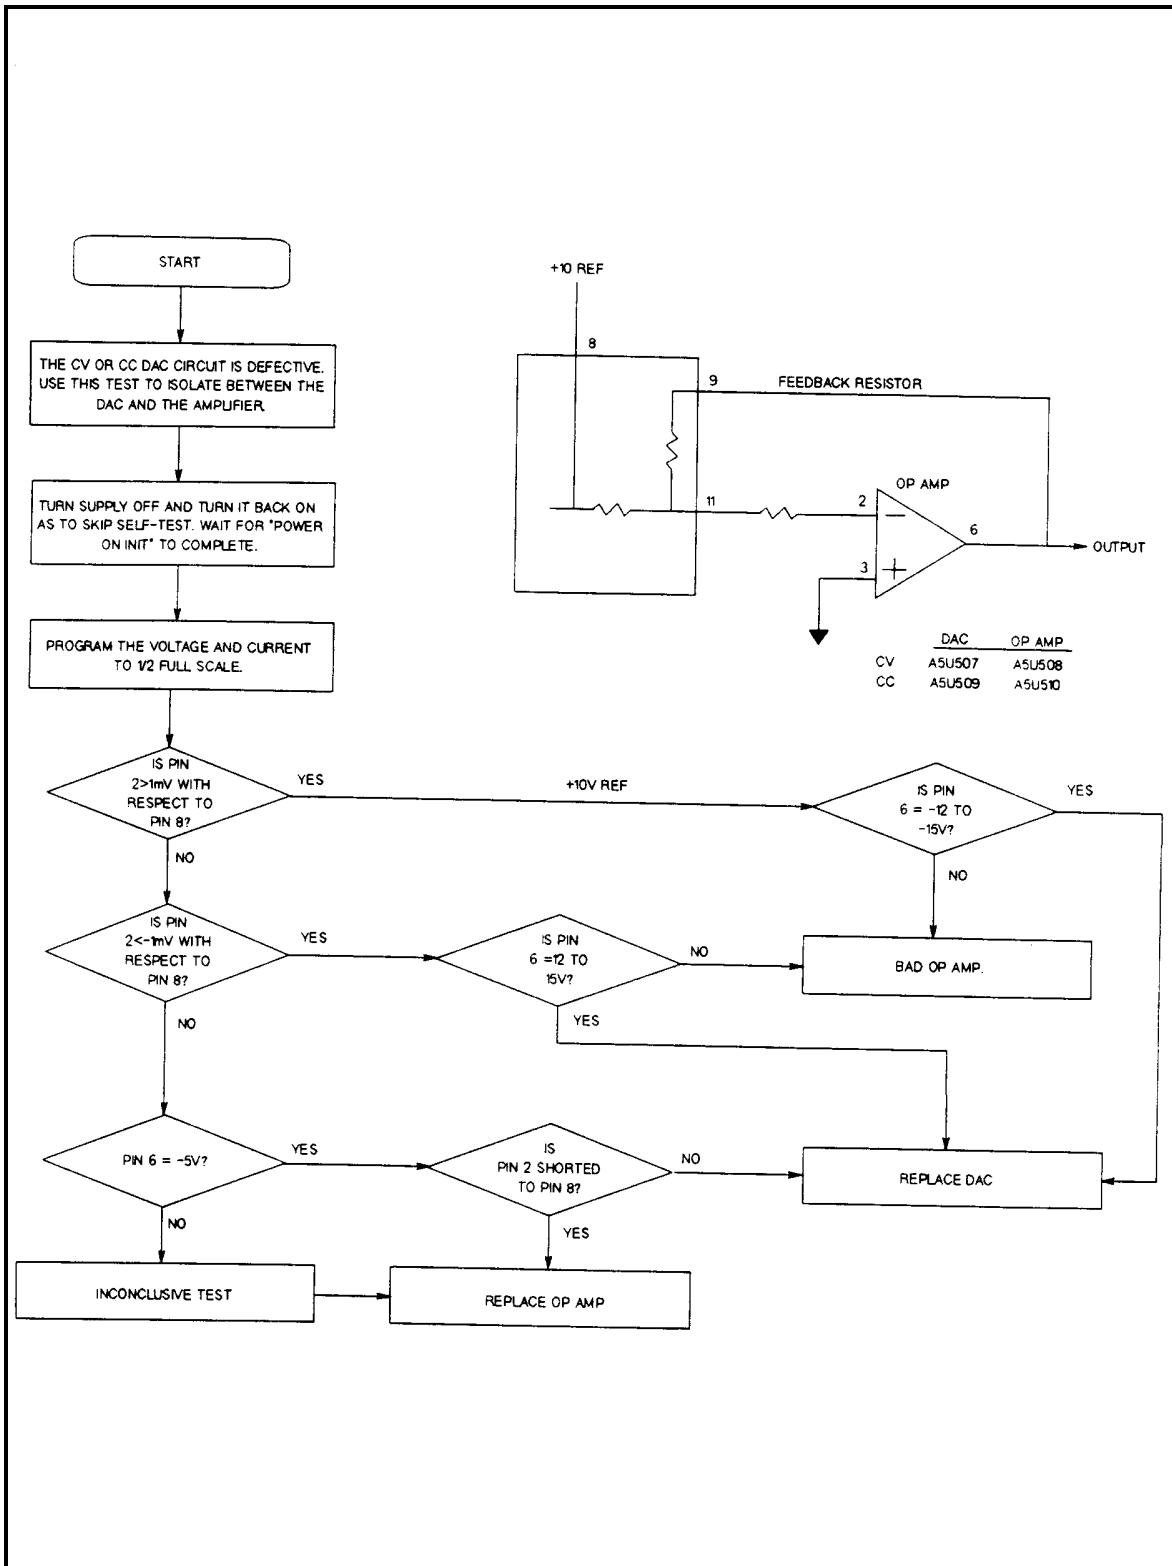 START
THE CV OR CC DAC CIRCUIT IS DEFECTIVE.
USE THIS TEST TO ISOLATE BETWEEN THE
DAC AND THE AMPLIFIER.
TURN SUPPLY OFF AND TURN IT BACK ON
AS TO SKIP SELF-TEST. WAIT FOR "POWER
ON INIT" TO COMPLETE.
PROGRAM THE VOLTAGE AND CURRENT
TO 1/2 FULL SCALE.
+10 REF
8
9
FEEDBACK RESISTOR
11
2
OP AMP
6
3
OUTPUT
DAC OP AMP
CV A5U507 A5U508
CC A5U509 A5U510
IS PIN
2>1mV WITH
RESPECT TO
PIN 8?
YES
+10V REF
IS PIN
6 = -12 TO
-15V?
YES
NO
NO
IS PIN
2<-1mV WITH
RESPECT TO
PIN 8?
YES
IS PIN
6 =12 TO
15V?
NO
BAD OP AMP.
YES
NO
PIN 6 = -5V?
YES
IS
PIN 2 SHORTED
TO PIN 8?
NO
REPLACE DAC
NO
YES
INCONCLUSIVE TEST
REPLACE OP AMP